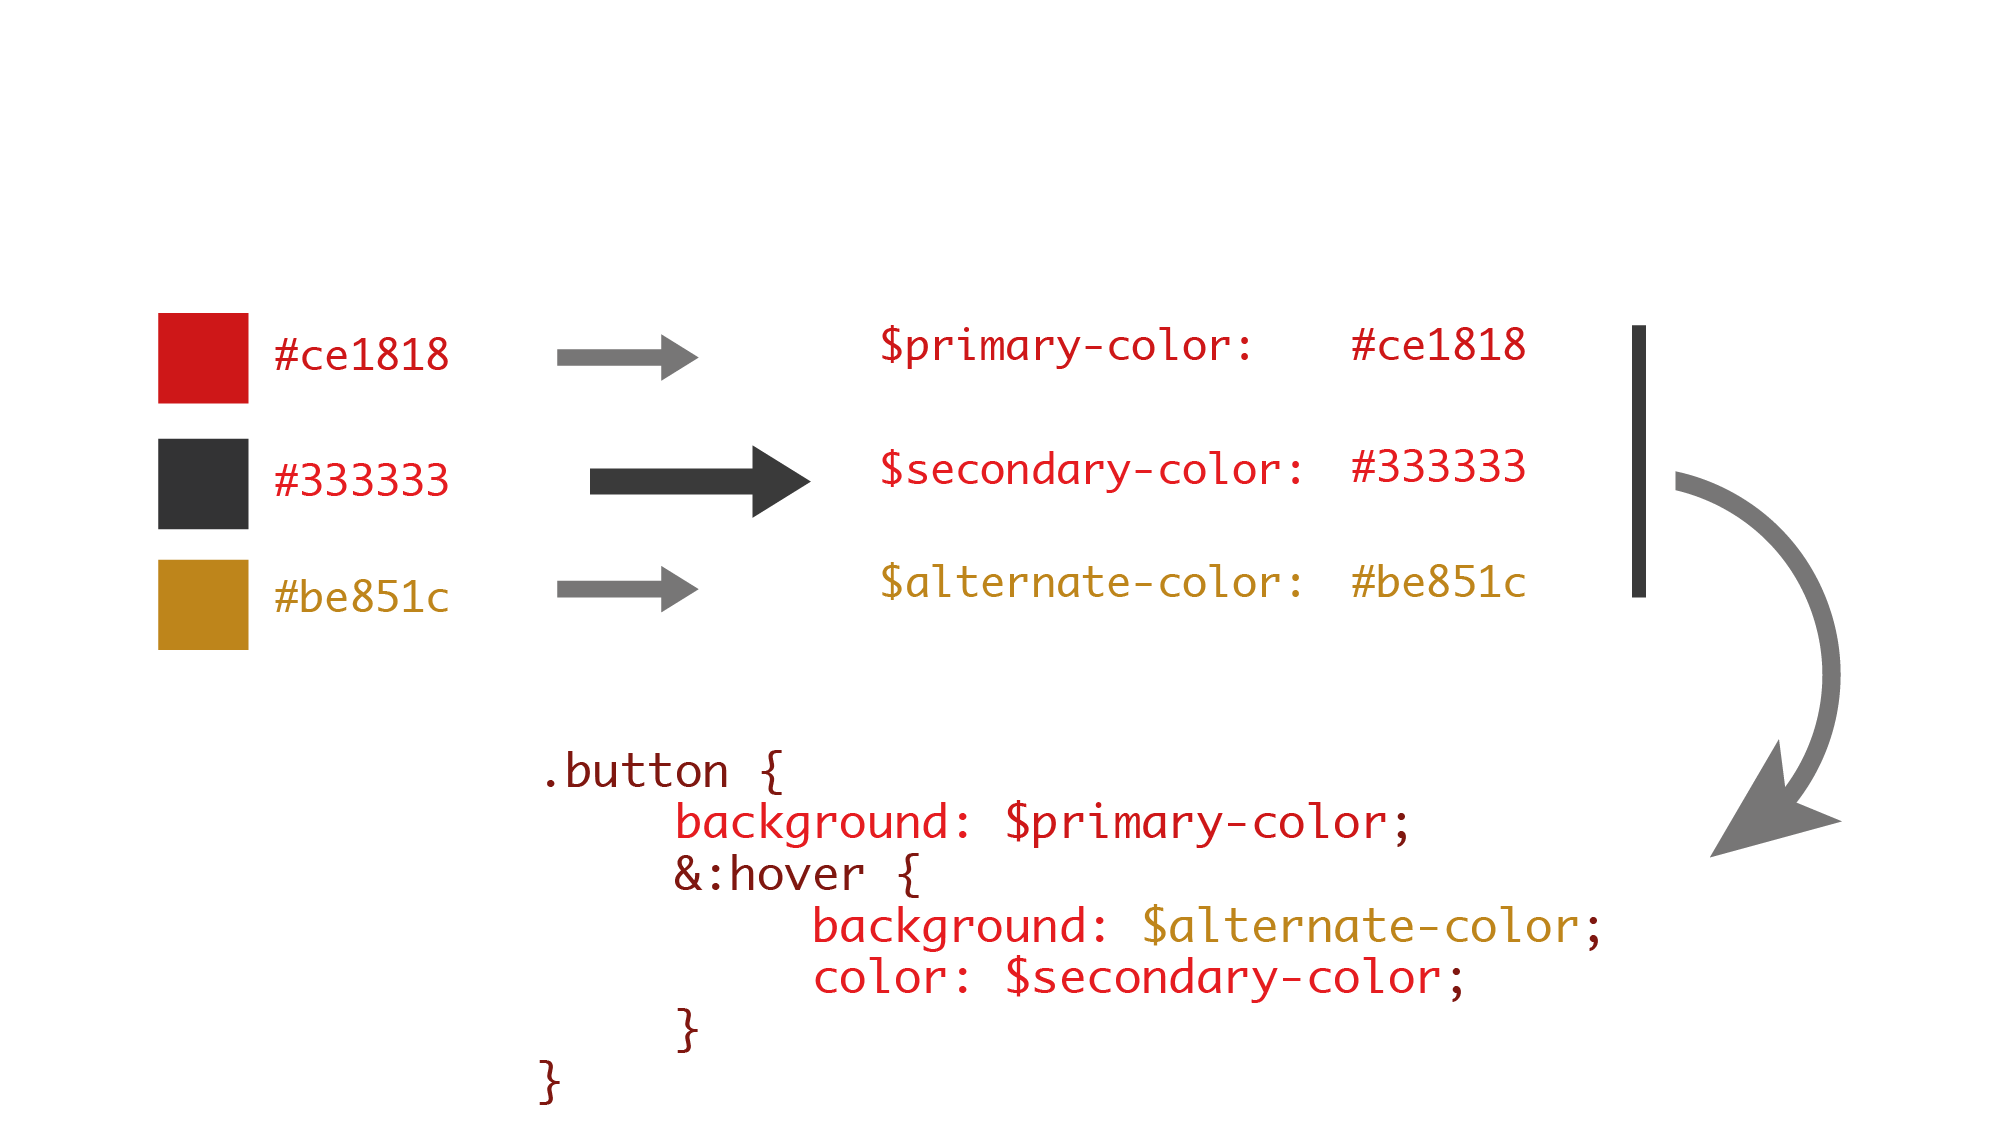 #ce1818 $primary-color: #ce1818
#333333 $secondary-color: #333333
#be851c $alternate-color: #be851c
.button {
background: $primary-color;
&:hover {
background: $alternate-color;
color: $secondary-color;
}
}